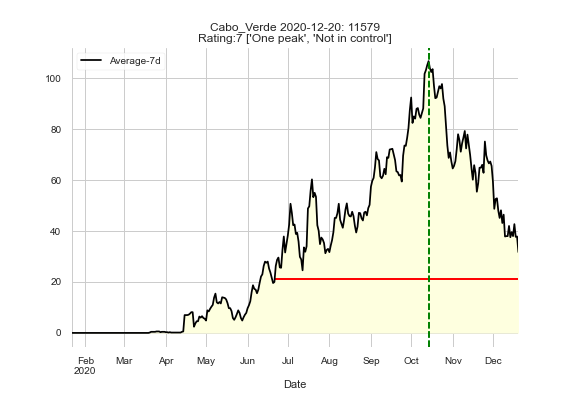 Cabo_Verde 2020-12-20: 11579
Rating:7 ['One peak', 'Not in control']
Average-7d
100
80
60
40
20
0
Feb Mar Apr May Jun Jul Aug Sep Oct Nov Dec
2020
Date